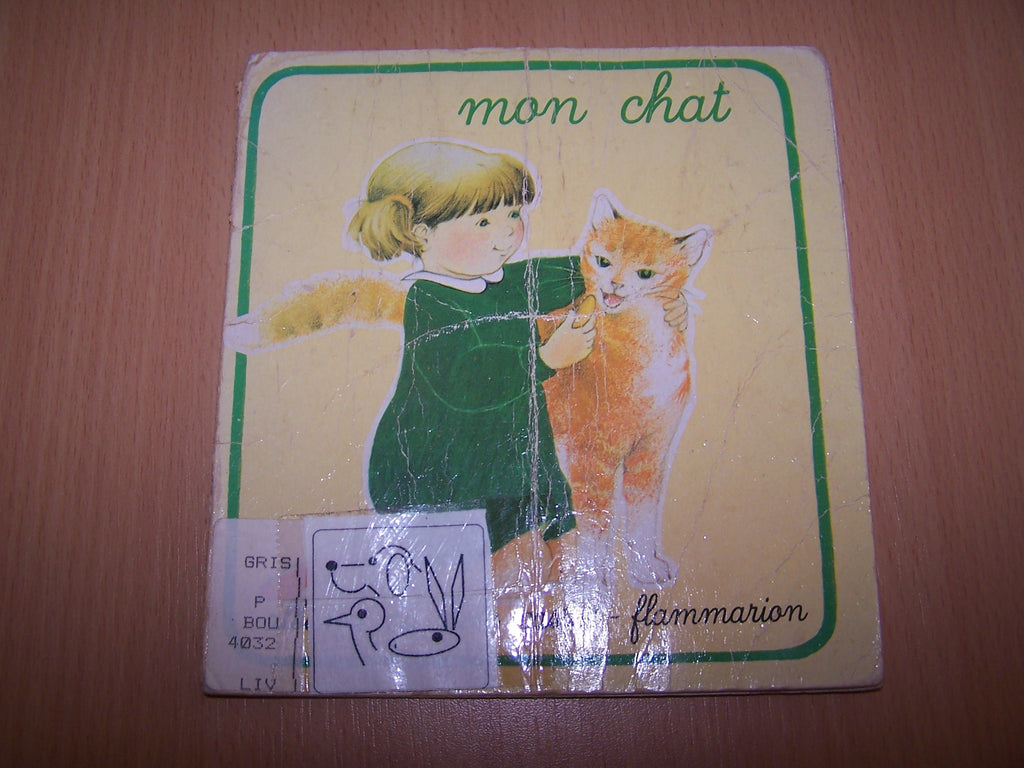 mon chat
GRIS
P
BOU
4032
LIV
- flammarion